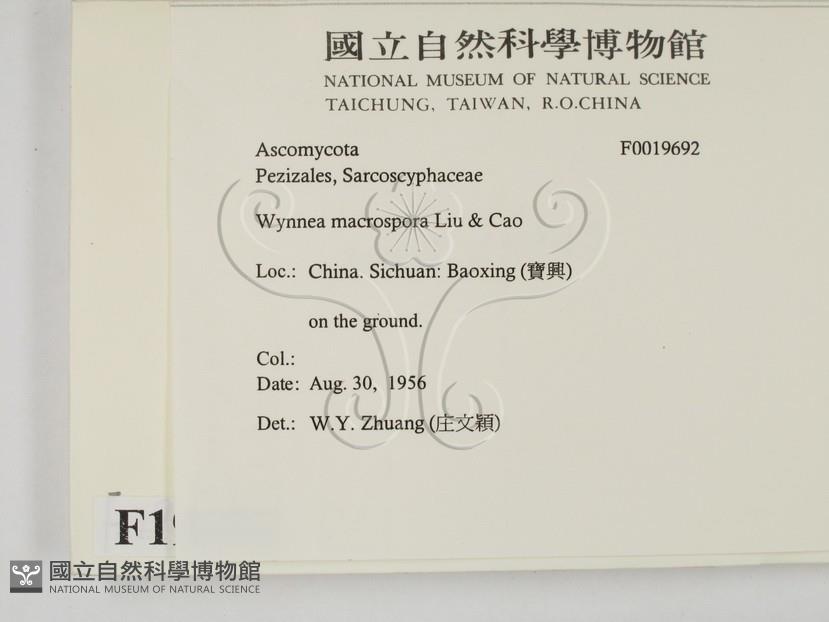 國立自然科學博物館
NATIONAL MUSEUM OF NATURAL SCIENCE
TAICHUNG, TAIWAN, R.O.CHINA
Ascomycota F0019692
Pezizales, Sarcoscyphaceae
Wynnea macrospora Liu & Cao
Loc.: China. Sichuan: Baoxing (寶興)
on the ground.
Col.:
Date: Aug. 30, 1956
Det.: W.Y. Zhuang (庄文穎)
F1
國立自然科學博物館
NATIONAL MUSEUM OF NATURAL SCIENCE